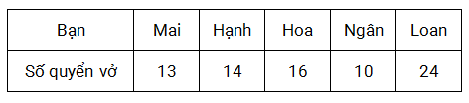 Bạn Mai Hạnh Hoa Ngân Loan
Số quyển vở 13 14 16 10 24